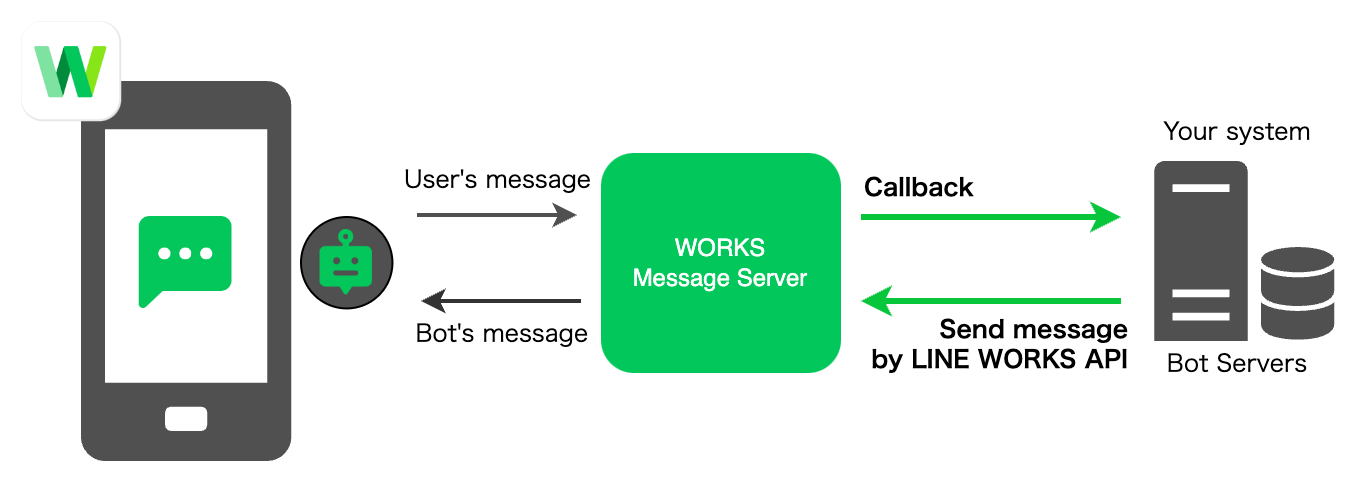 Your system
User's message
Callback
WORKS
Message Server
Bot's message
Send message
by LINE WORKS API
Bot Servers